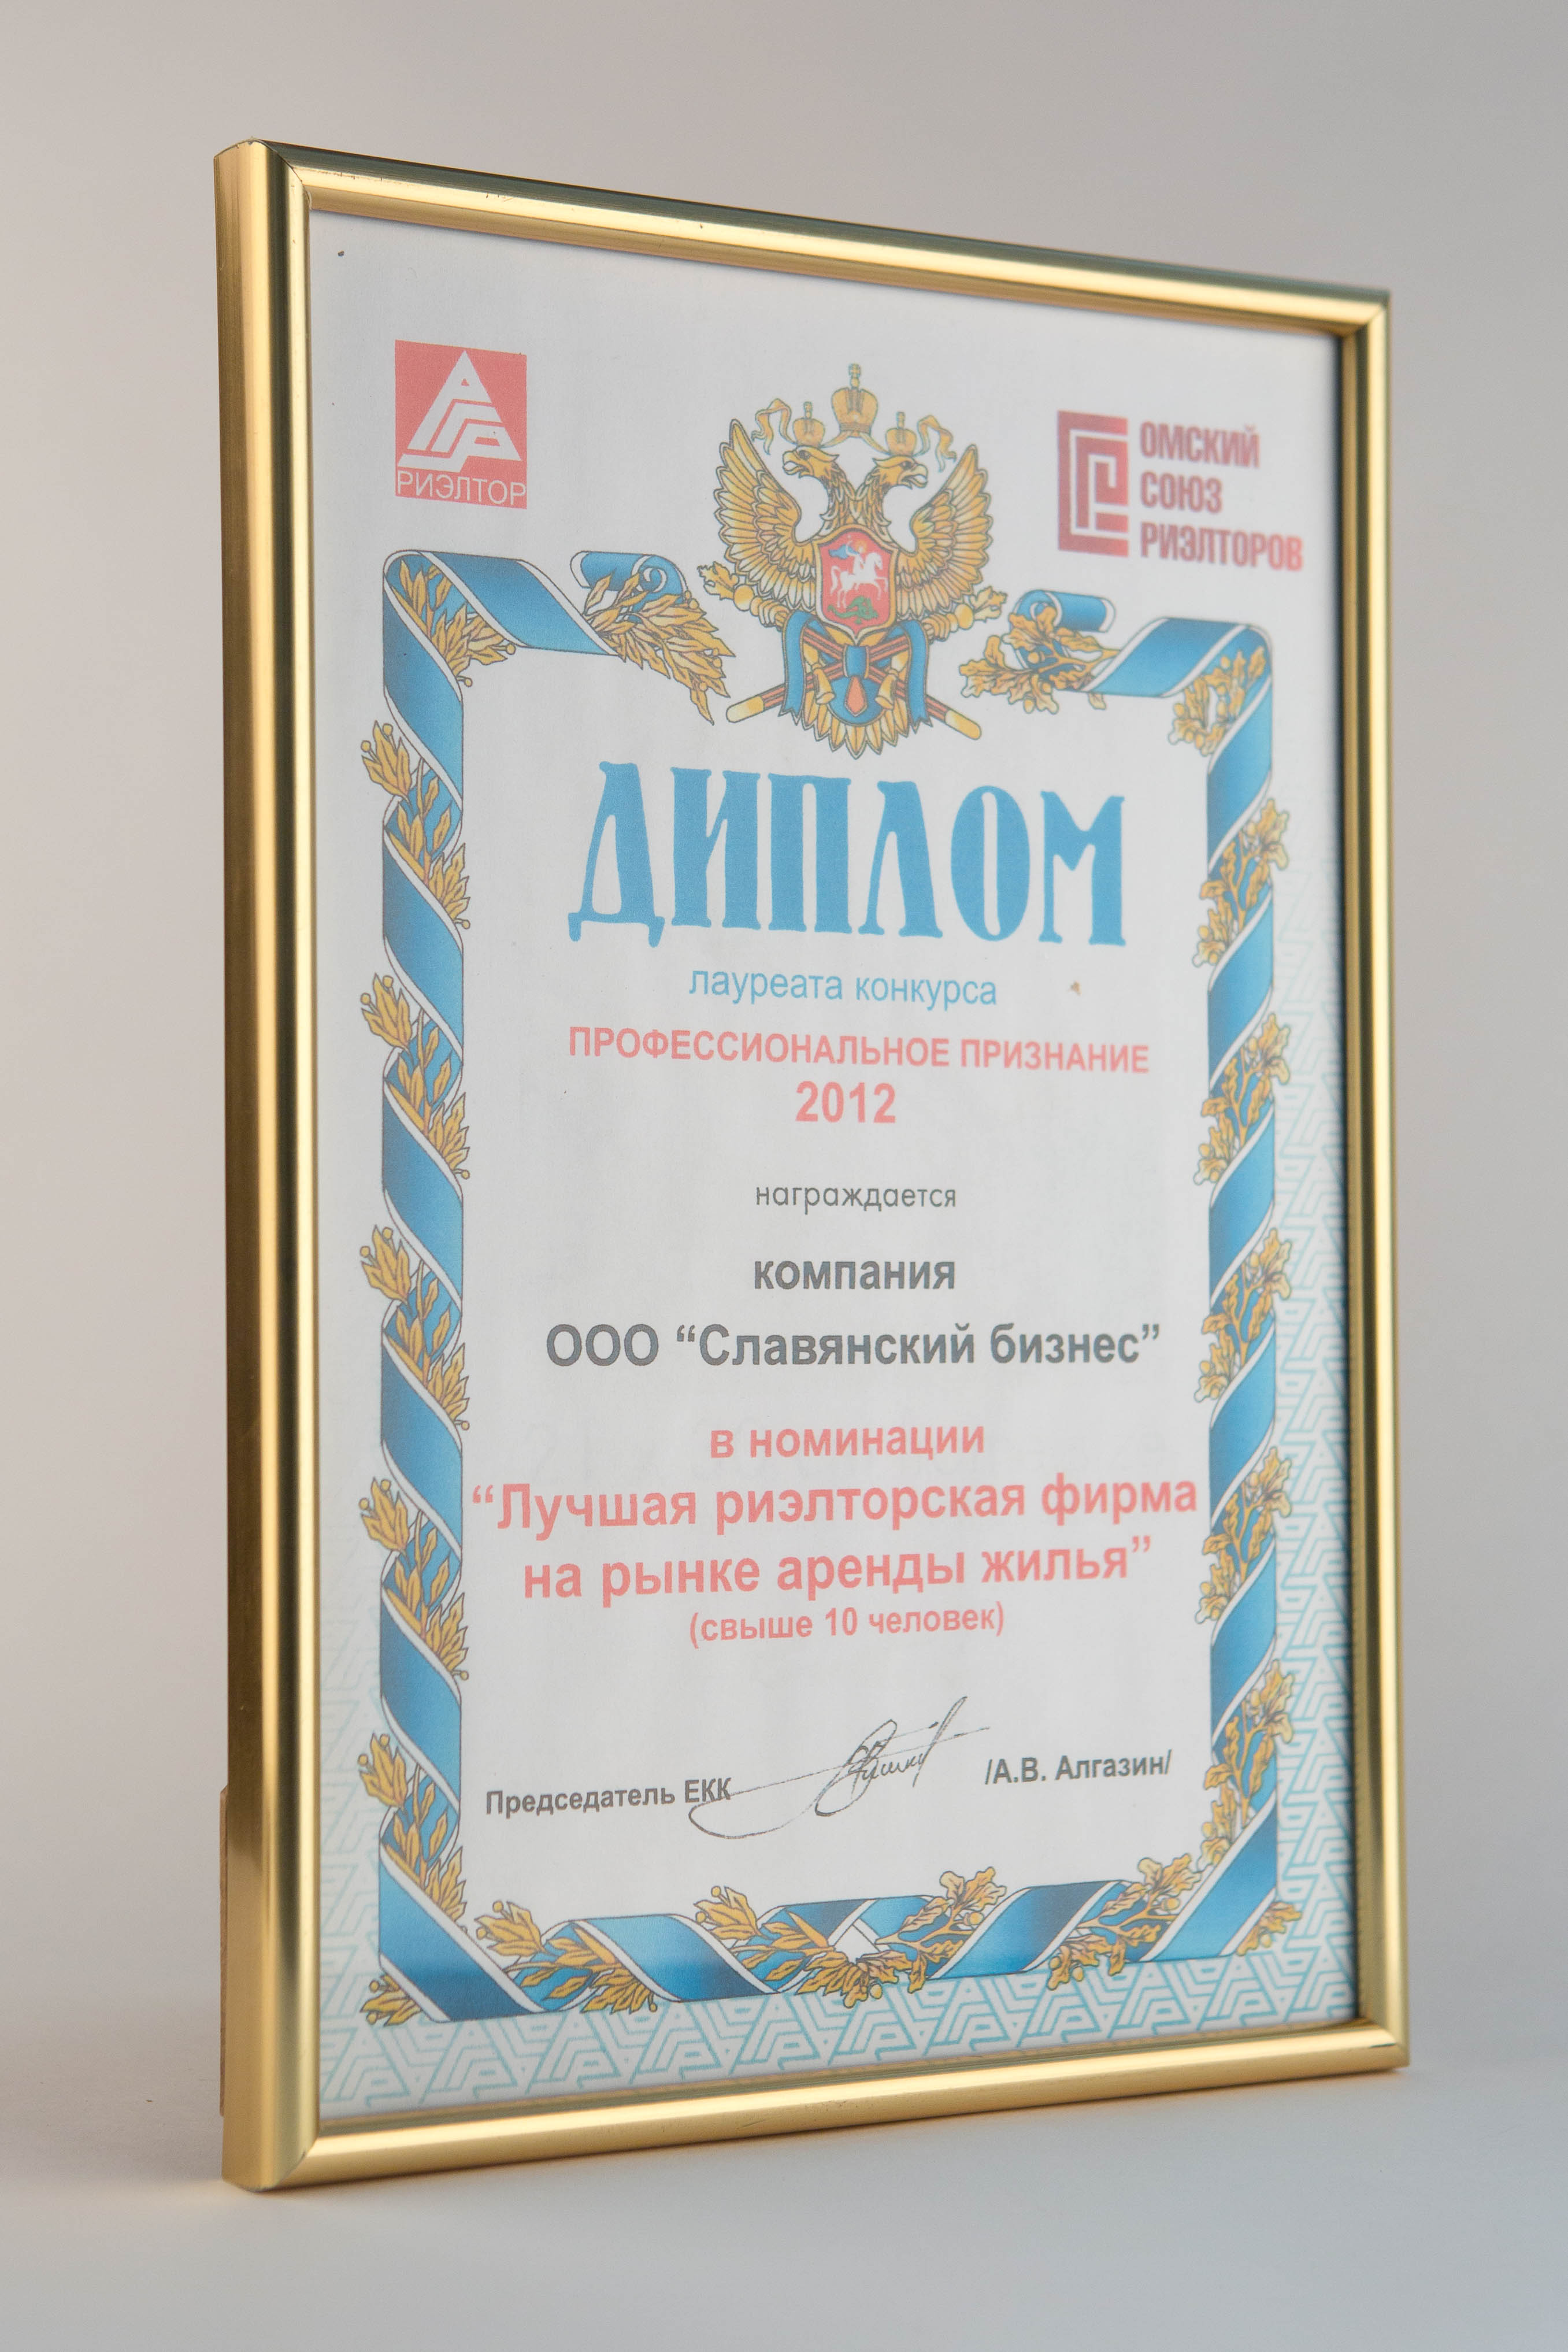 РИЭЛТОР
ОМСКИЙ
СОЮЗ
РИЭЛТОРОВ
ДИПЛОМ
лауреата конкурса
ПРОФЕССИОНАЛЬНОЕ ПРИЗНАНИЕ
2012
награждается
компания
ООО “Славянский бизнес”
в номинации
“Лучшая риэлторская фирма
на рынке аренды жилья”
(свыше 10 человек)
Председатель ЕКК
/А.В. Алгазин/